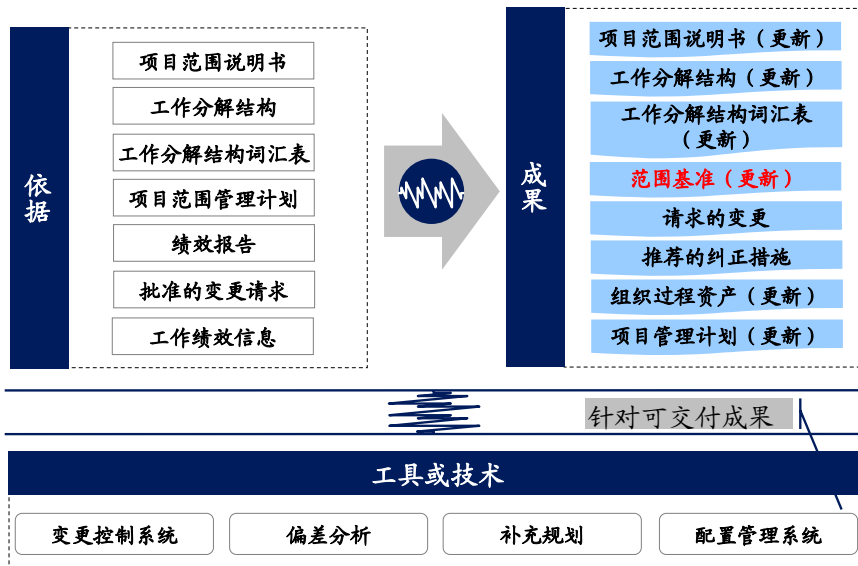 依据
项目范围说明书
工作分解结构
工作分解结构词汇表
项目范围管理计划
绩效报告
批准的变更请求
工作绩效信息
成果
项目范围说明书（更新）
工作分解结构（更新）
工作分解结构词汇表
（更新）
范围基准（更新）
请求的变更
推荐的纠正措施
组织过程资产（更新）
项目管理计划（更新）
针对可交付成果
工具或技术
变更控制系统
偏差分析
补充规划
配置管理系统